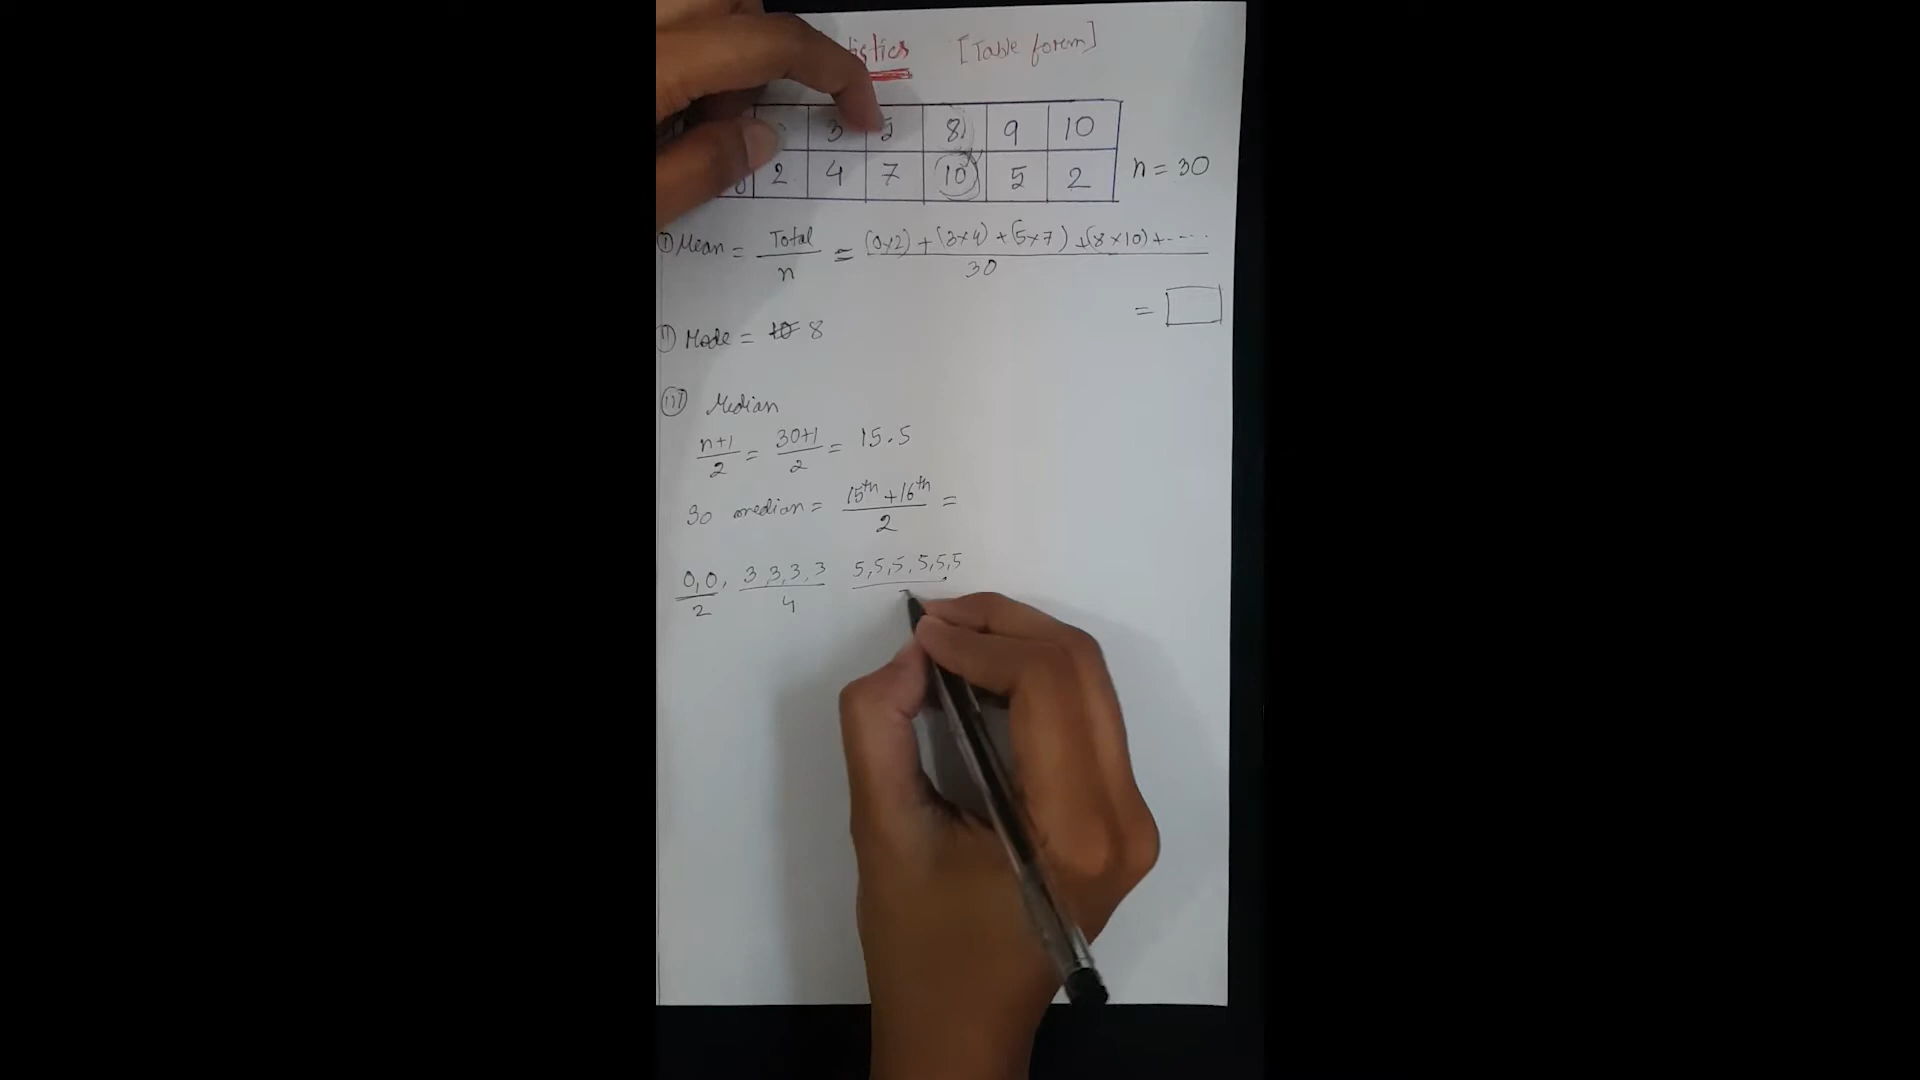 [Table form]
3 5 8 9 10
2 4 7 10 5 2 n = 30
① Mean = Total/n = (0×2) + (3×4) + (5×7) + (8×10) + ..... / 30
= 
Mode = 10 8
(III) Median
n+1/2 = 30+1/2 = 15.5
30 median = 15th + 16th / 2 =
0,0, 3,3,3,3 5,5,5,5,5,5
2 4